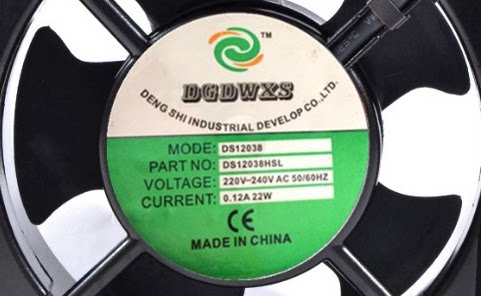 TM
DGDWXS
DENG SHI INDUSTRIAL DEVELOP CO.,LTD.
MODE: DS12038
PART NO: DS12038HSL
VOLTAGE: 220V~240V AC 50/60HZ
CURRENT: 0.12A 22W
CE
MADE IN CHINA